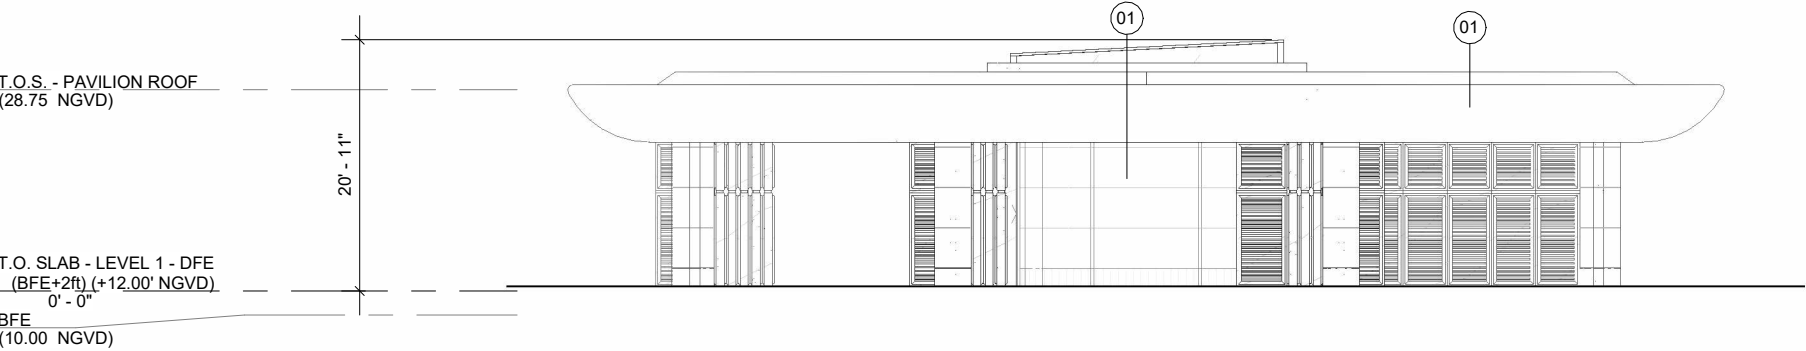 01
01
T.O.S. - PAVILION ROOF
(28.75 NGVD)
20' - 11"
T.O. SLAB - LEVEL 1 - DFE
(BFE+2ft) (+12.00' NGVD)
0' - 0"
BFE
(10.00 NGVD)